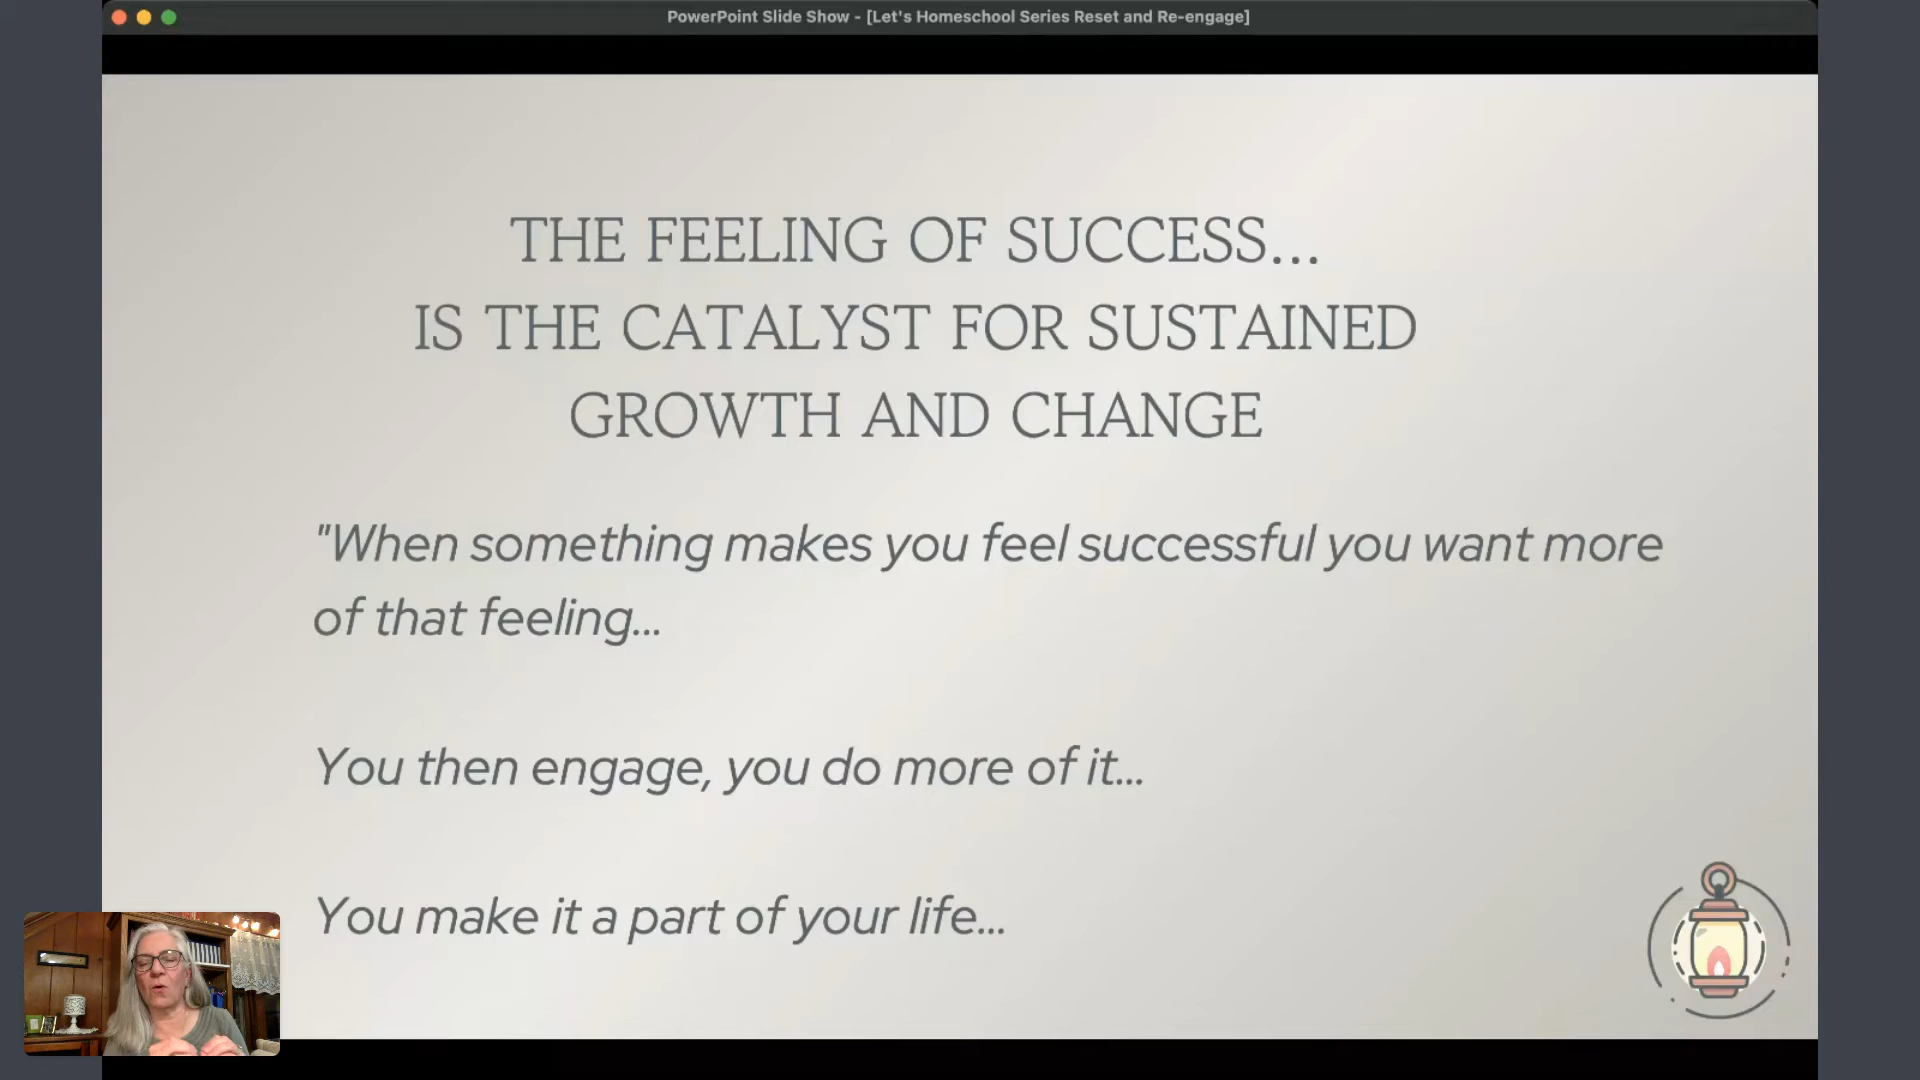 PowerPoint Slide Show - [Let's Homeschool Series Reset and Re-engage]
THE FEELING OF SUCCESS...
IS THE CATALYST FOR SUSTAINED
GROWTH AND CHANGE
"When something makes you feel successful you want more
of that feeling...
You then engage, you do more of it...
You make it a part of your life...